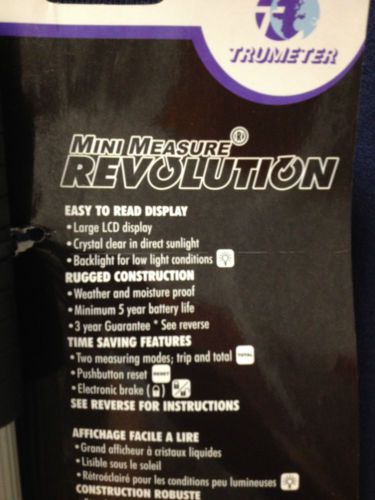 TRUMETER
MINI MEASURE®
REVOLUTION
EASY TO READ DISPLAY
• Large LCD display
• Crystal clear in direct sunlight
• Backlight for low light conditions
RUGGED CONSTRUCTION
• Weather and moisture proof
• Minimum 5 year battery life
• 3 year Guarantee * See reverse
TIME SAVING FEATURES
• Two measuring modes; trip and total TOTAL
• Pushbutton reset RESET
• Electronic brake ( )
SEE REVERSE FOR INSTRUCTIONS
AFFICHAGE FACILE A LIRE
• Grand afficheur à cristaux liquides
• Lisible sous le soleil
• Rétroéclairé pour les conditions peu lumineuses
CONSTRUCTION ROBUSTE